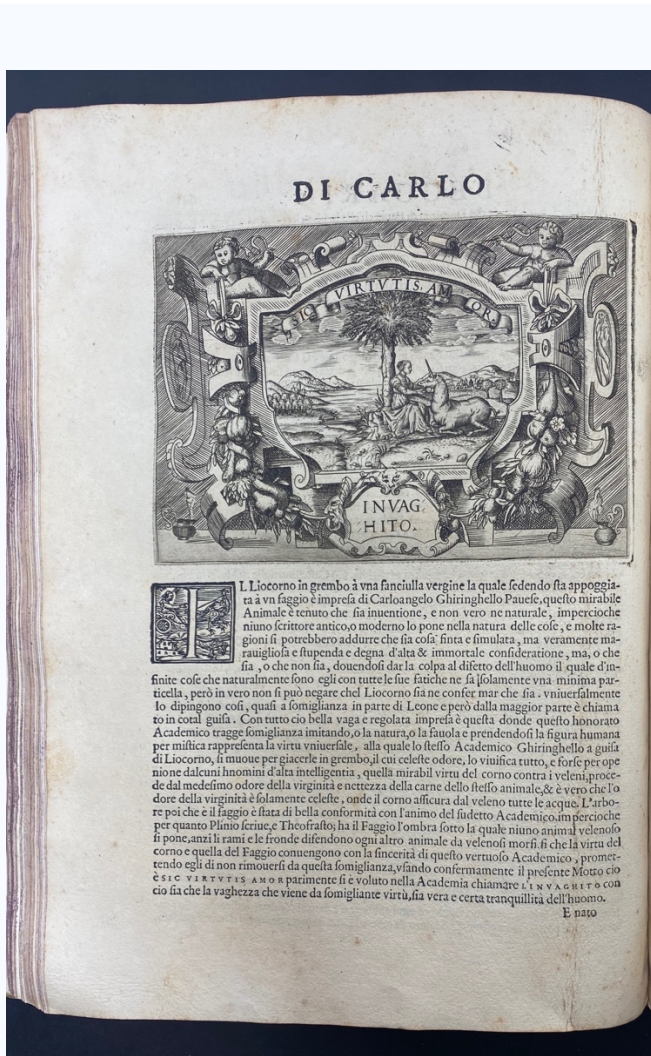 DI CARLO
SIC VIRTVTIS. AMOR
INVAG
HITO.
IL Liocorno in grembo à vna fanciulla vergine la quale sedendo sta appoggia-
ta à vn faggio è impresa di Carloangelo Ghiringhello Pauese, questo mirabile
Animale è tenuto che sia inuentione, e non vero ne naturale, impercioche
niuno scrittore antico, o moderno lo pone nella natura delle cose, e molte ra-
gioni si potrebbero addurre che sia cosa finta e simulata, ma veramente ma-
rauigliosa e stupenda e degna d'alta & immortale consideratione, ma, o che
sia, o che non sia, douendosi dar la colpa al difetto dell'huomo il quale d'in-
finite cose che naturalmente sono egli con tutte le sue fatiche ne sa solamente vna minima par-
ticella, però in vero non si può negare chel Liocorno sia ne confer mar che sia. vniuersalmente
lo dipingono cosi, quasi a somiglianza in parte di Leone e però dalla maggior parte è chiama
to in cotal guisa. Con tutto cio bella vaga e regolata impresa è questa donde questo honorato
Academico tragge somiglianza imitando, o la natura, o la fauola e prendendosi la figura humana
per mistica rappresenta la virtu vniuersale, alla quale lo stesso Academico Ghiringhello a guisa
di Liocorno, si muoue per giacerle in grembo, il cui celeste odore, lo viuifica tutto, e forse per ope
nione dalcuni hnomini d'alta intelligentia, quella mirabil virtu del corno contra i veleni, proce-
de dal medesimo odore della virginità e nettezza della carne dello stesso animale, & è vero che l'o
dore della virginità è solamente celeste, onde il corno assicura dal veleno tutte le acque. L'arbo-
re poi che è il faggio è stata di bella conformità con l'animo del sudetto Academico. impercioche
per quanto Plinio scriue, e Theofrasto, ha il Faggio l'ombra sotto la quale niuno animal velenoso
si pone, anzi li rami e le fronde difendono ogni altro animale da velenosi morsi. si che la virtu del
corno e quella del Faggio conuengono con la sincerità di questo vertuoso Academico, promet-
tendo egli di non rimouersi da questa somiglianza, vsando confermamente il presente Motto cio
è SIC VIRTVTIS AMOR parimente si è voluto nella Academia chiamare L'INVAGHITO con
cio sia che la vaghezza che viene da somigliante virtù, sia vera e certa tranquillità dell'huomo.
E nato